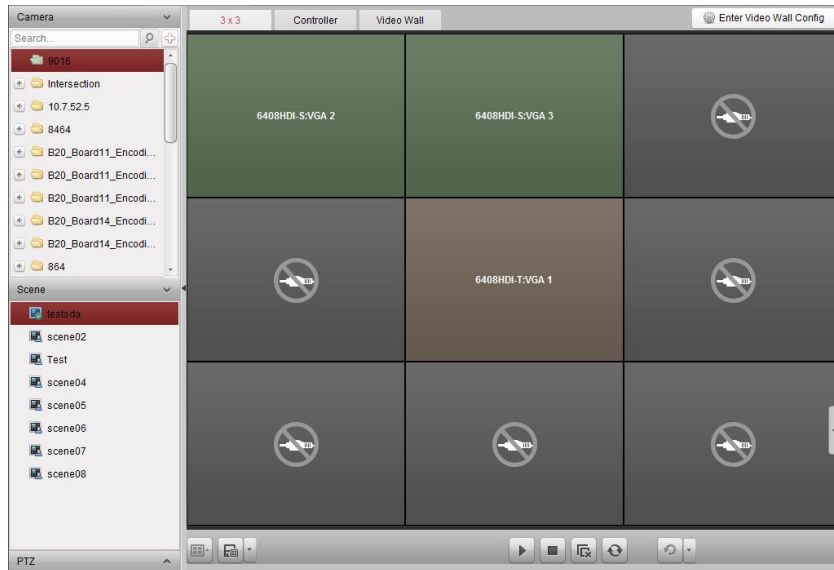 Camera
3 x 3
Controller
Video Wall
Enter Video Wall Config
Search...
9016
Intersection
10.7.52.5
8464
B20_Board11_Encodi...
B20_Board11_Encodi...
B20_Board11_Encodi...
B20_Board14_Encodi...
B20_Board14_Encodi...
864
Scene
testsda
scene02
Test
scene04
scene05
scene06
scene07
scene08
PTZ
6408HDI-S:VGA 2
6408HDI-S:VGA 3
6408HDI-T:VGA 1